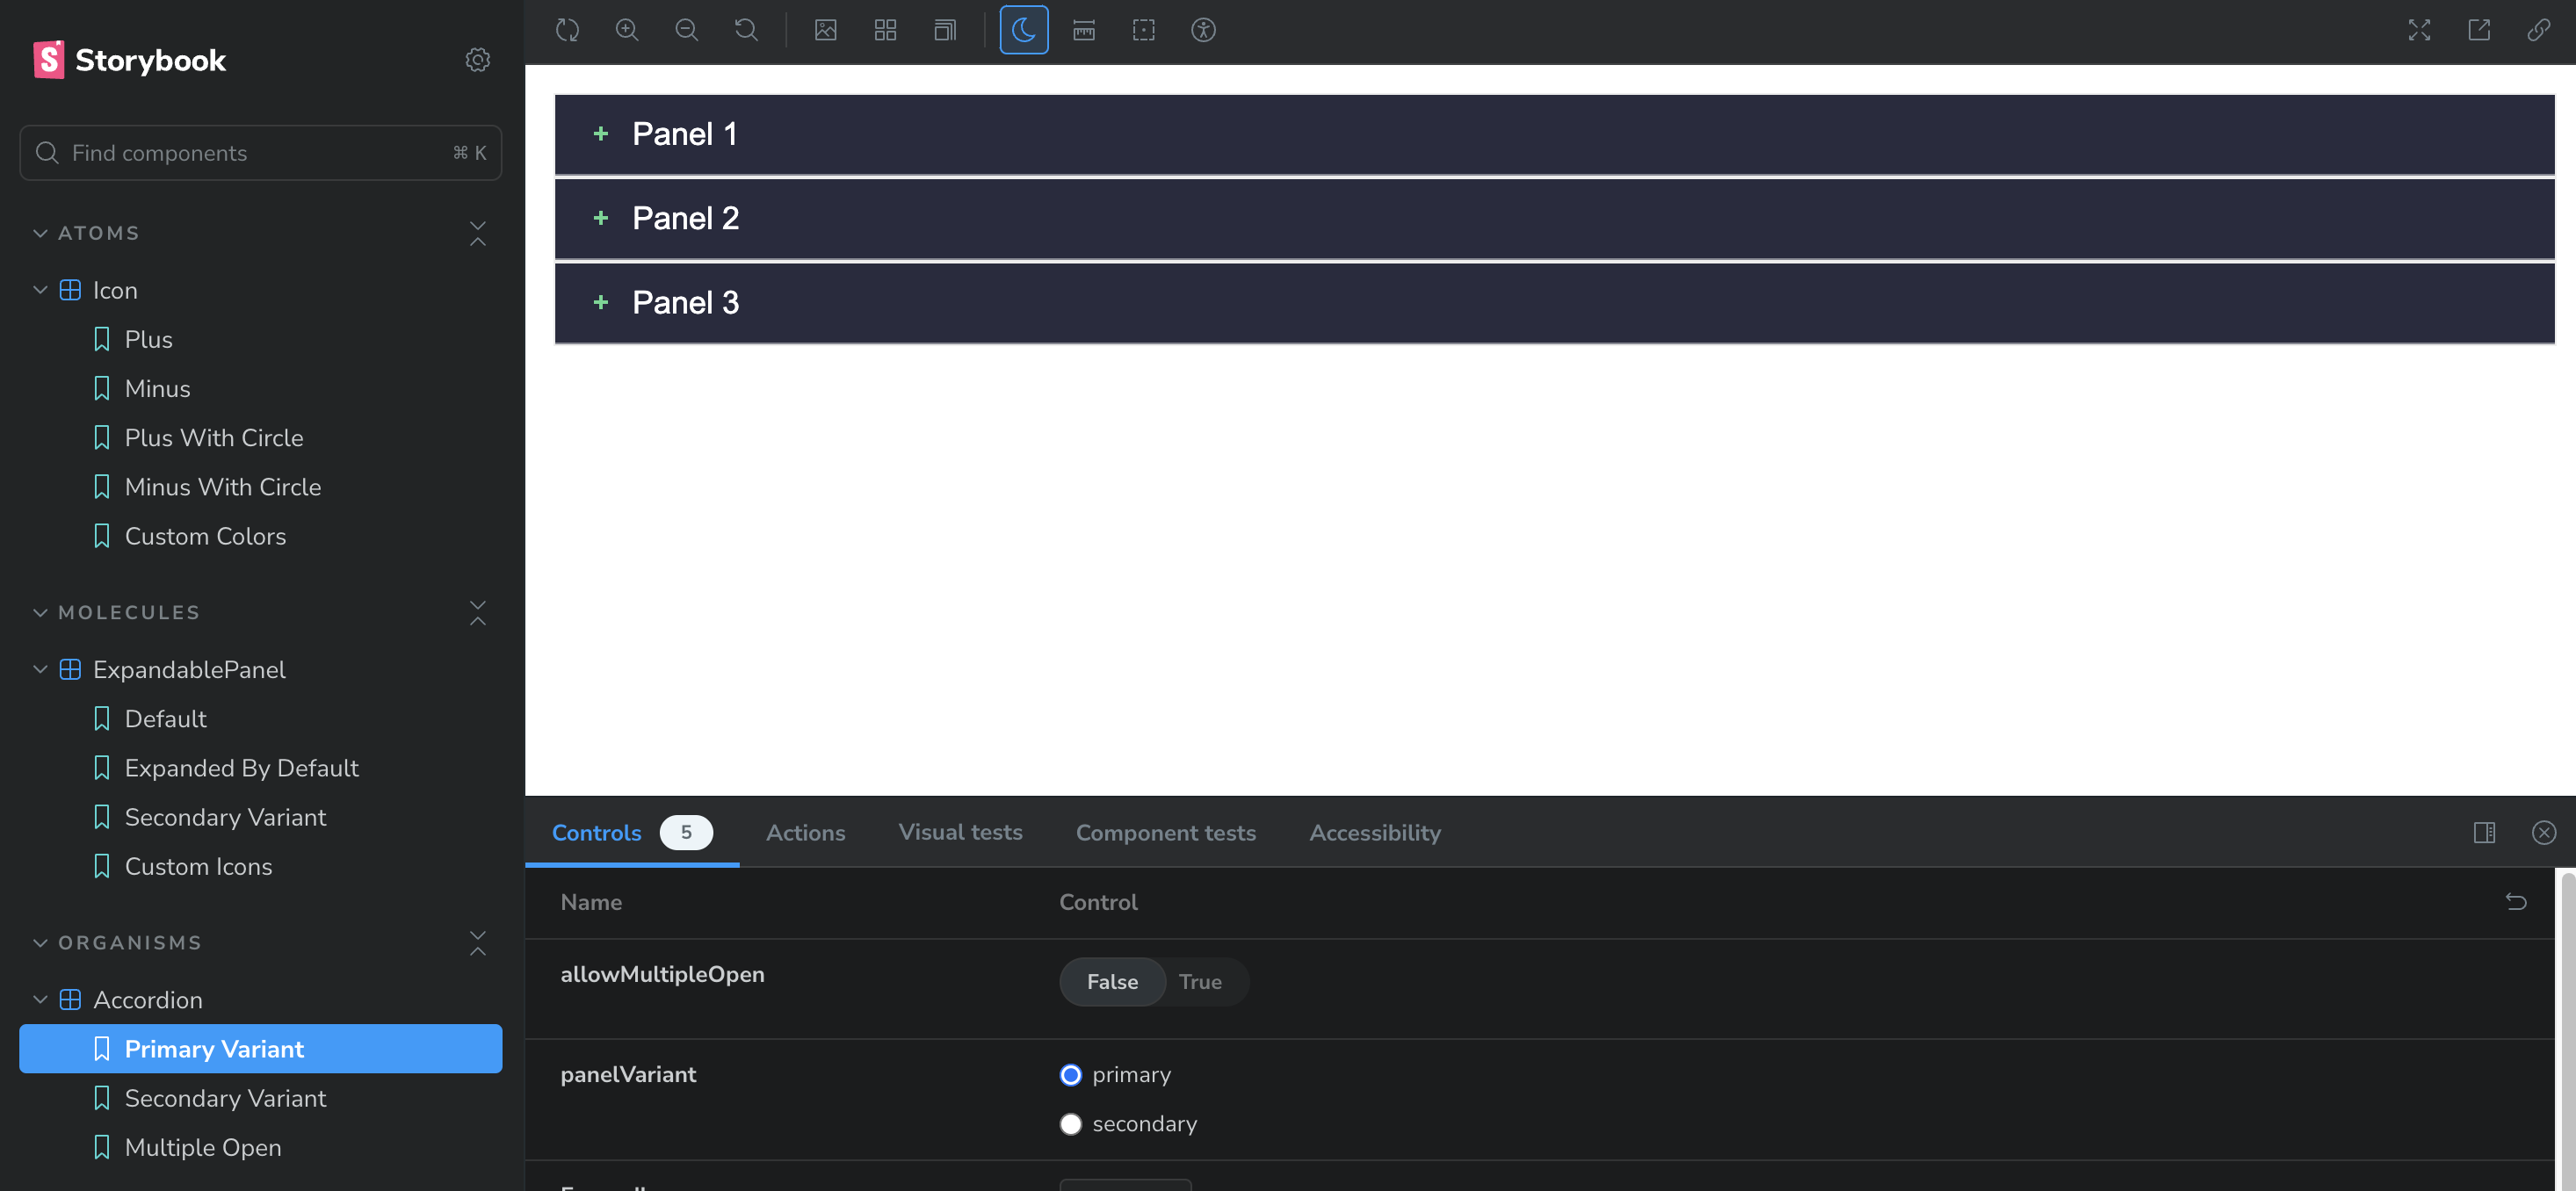 Storybook
Find components
⌘ K
ATOMS
Icon
Plus
Minus
Plus With Circle
Minus With Circle
Custom Colors
MOLECULES
ExpandablePanel
Default
Expanded By Default
Secondary Variant
Custom Icons
ORGANISMS
Accordion
Primary Variant
Secondary Variant
Multiple Open
+ Panel 1
+ Panel 2
+ Panel 3
Controls 5 Actions Visual tests Component tests Accessibility
Name Control
allowMultipleOpen False True
panelVariant primary
secondary